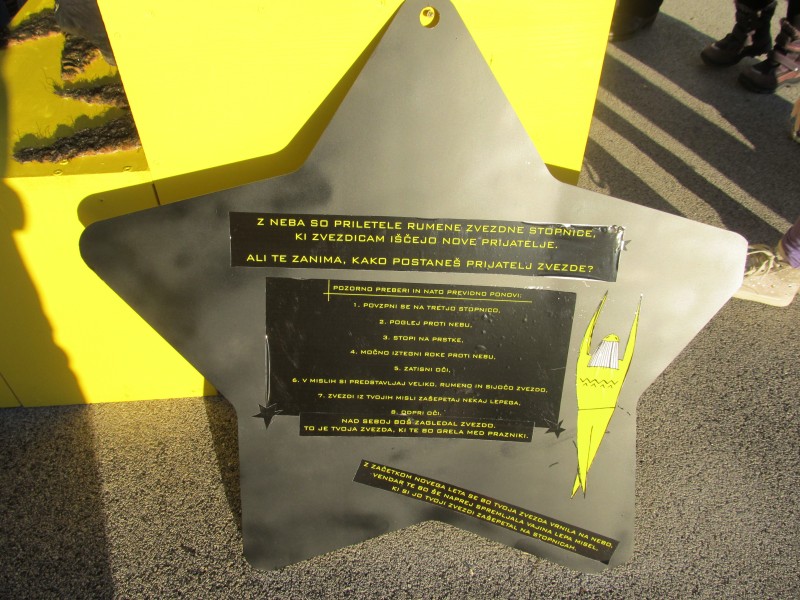 Z NEBA SO PRILETELE RUMENE ZVEZDNE STOPNICE,
KI ZVEZDICAM IŠČEJO NOVE PRIJATELJE.
ALI TE ZANIMA, KAKO POSTANEŠ PRIJATELJ ZVEZDE?
POZORNO PREBERI IN NATO PREVIDNO PONOVI:
1. POVZPNI SE NA TRETJO STOPNICO,
2. POGLEJ PROTI NEBU,
3. STOPI NA PRSTKE,
4. MOČNO IZTEGNI ROKE PROTI NEBU,
5. ZATISNI OČI,
6. V MISLIH SI PREDSTAVLJAJ VELIKO, RUMENO IN SIJOČO ZVEZDO,
7. ZVEZDI IZ TVOJIH MISLI ZAŠEPETAJ NEKAJ LEPEGA,
8. ODPRI OČI.
NAD SEBOJ BOŠ ZAGLEDAL ZVEZDO.
TO JE TVOJA ZVEZDA, KI TE BO GRELA MED PRAZNIKI.
Z ZAČETKOM NOVEGA LETA SE BO TVOJA ZVEZDA VRNILA NA NEBO,
VENDAR TE BO ŠE NAPREJ SPREMLJALA VAJINA LEPA MISEL,
KI SI JO TVOJI ZVEZDI ZAŠEPETAL NA STOPNICAH.